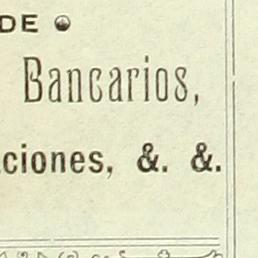 DE
Bancarios,
ciones, &. &.